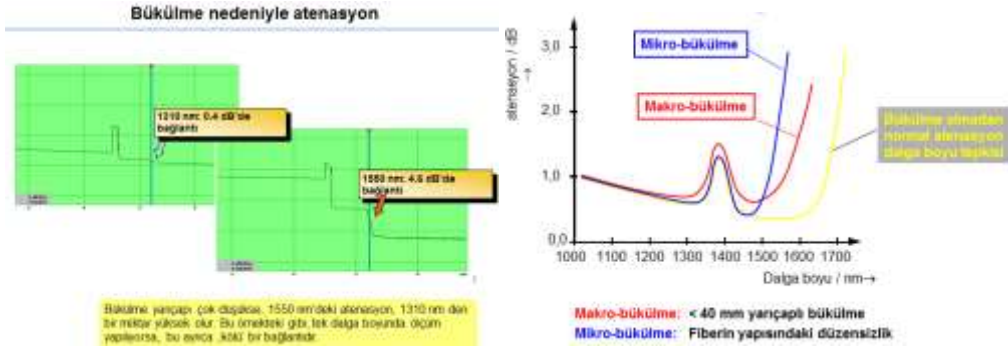 Bükülme nedeniyle atenasyon
1310 nm: 0.4 dB'de
bağlantı
1550 nm: 4.6 dB'de
bağlantı
Bükülme yarıçapı çok düşükse, 1550 nm'deki atenasyon, 1310 nm den
bir miktar yüksek olur. Bu örnekteki gibi, tek dalga boyunda ölçüm
yapılıyorsa, bu ayrıca ‚kötü' bir bağlantıdır.
atenasyon / dB
→
3,0
2,0
1,0
0,0
Mikro-bükülme
Makro-bükülme
Bükülme olmadan
normal atenasyon
dalga boyu tepkisi
1000 1100 1200 1300 1400 1500 1600 1700
Dalga boyu / nm→
Makro-bükülme: < 40 mm yarıçaplı bükülme
Mikro-bükülme: Fiberin yapısındaki düzensizlik